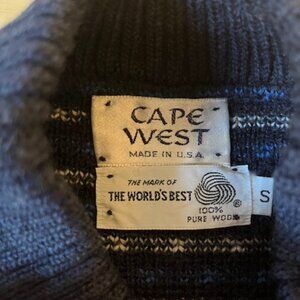 CAPE
WEST
MADE IN U.S.A.
THE MARK OF
THE WORLD'S BEST
®
100%
PURE WOOL
S